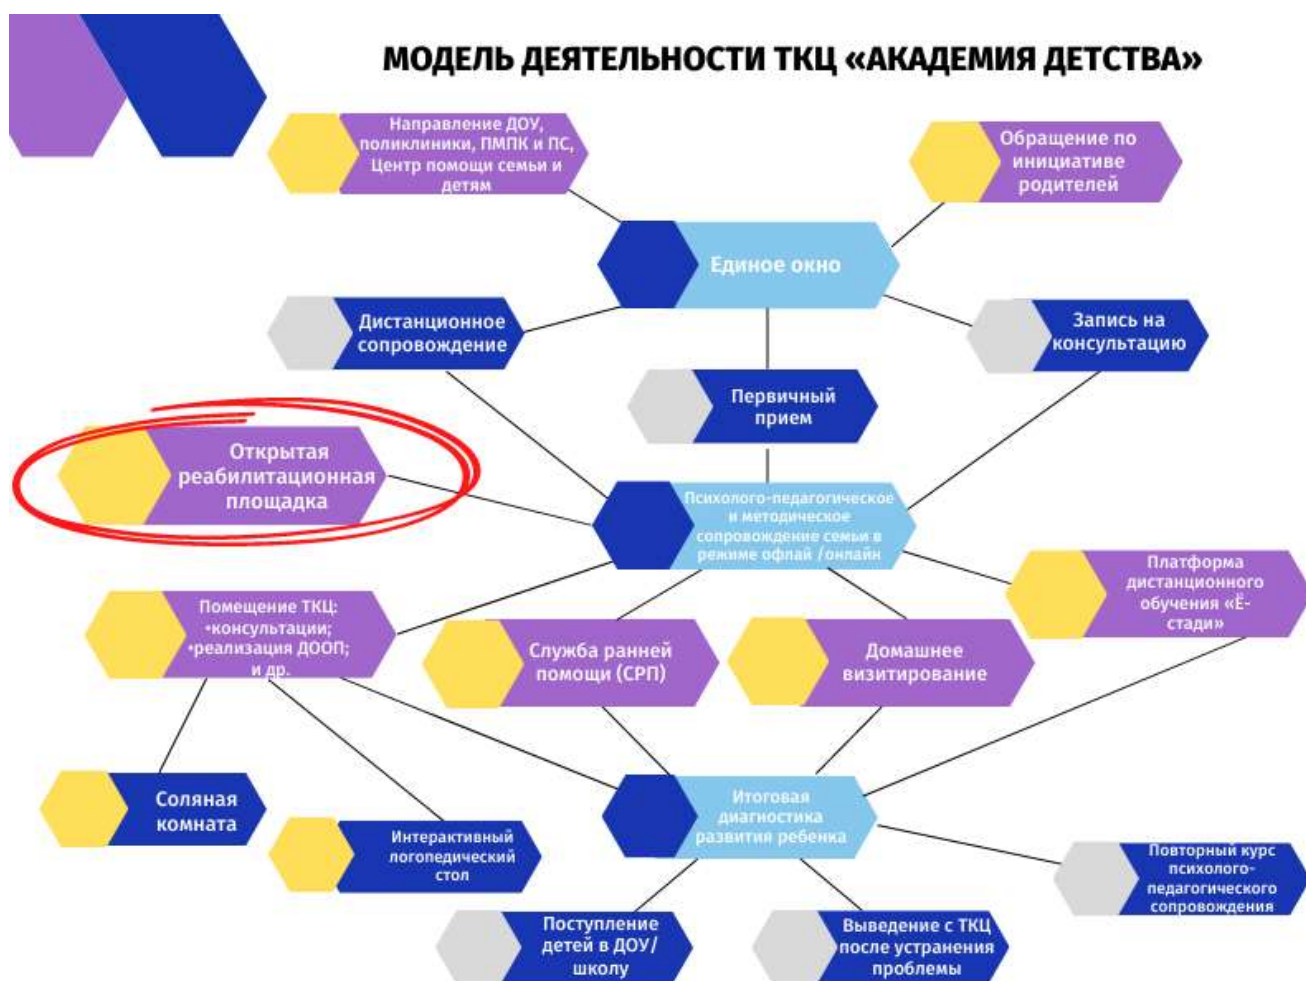 МОДЕЛЬ ДЕЯТЕЛЬНОСТИ ТКЦ «АКАДЕМИЯ ДЕТСТВА»
Направление ДОУ,
поликлиники, ПМПК и ПС,
Центр помощи семьи и
детям
Обращение по
инициативе
родителей
Единое окно
Дистанционное
сопровождение
Запись на
консультацию
Первичный
прием
Открытая
реабилитационная
площадка
Психолого-педагогическое
и методическое
сопровождение семьи в
режиме офлай /онлайн
Платформа
дистанционного
обучения «Ё-
стади»
Помещение ТКЦ:
•консультации;
•реализация ДООП;
и др.
Служба ранней
помощи (СРП)
Домашнее
визитирование
Соляная
комната
Интерактивный
логопедический
стол
Итоговая
диагностика
развития ребенка
Повторный курс
психолого-
педагогического
сопровождения
Поступление
детей в ДОУ/
школу
Выведение с ТКЦ
после устранения
проблемы